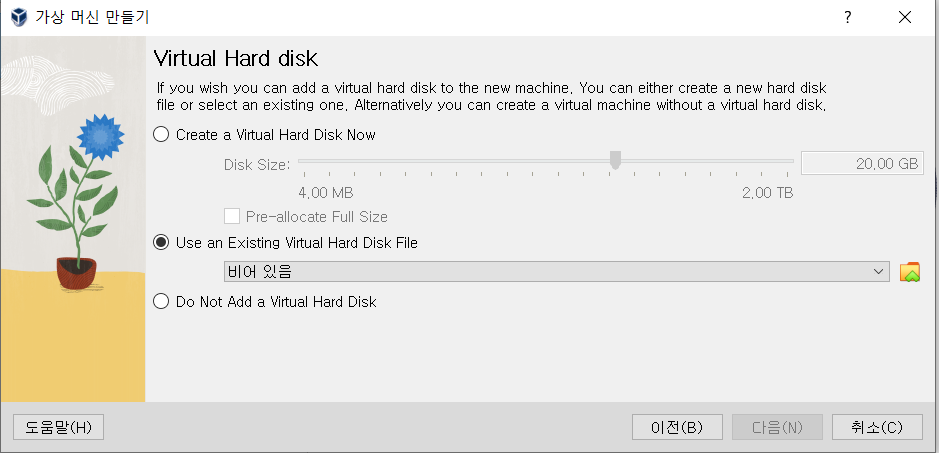 가상 머신 만들기
?
Virtual Hard disk
If you wish you can add a virtual hard disk to the new machine. You can either create a new hard disk
file or select an existing one. Alternatively you can create a virtual machine without a virtual hard disk.
Create a Virtual Hard Disk Now
Disk Size:
20.00 GB
4.00 MB
2.00 TB
Pre-allocate Full Size
Use an Existing Virtual Hard Disk File
비어 있음
Do Not Add a Virtual Hard Disk
도움말(H)
이전(B)
다음(N)
취소(C)